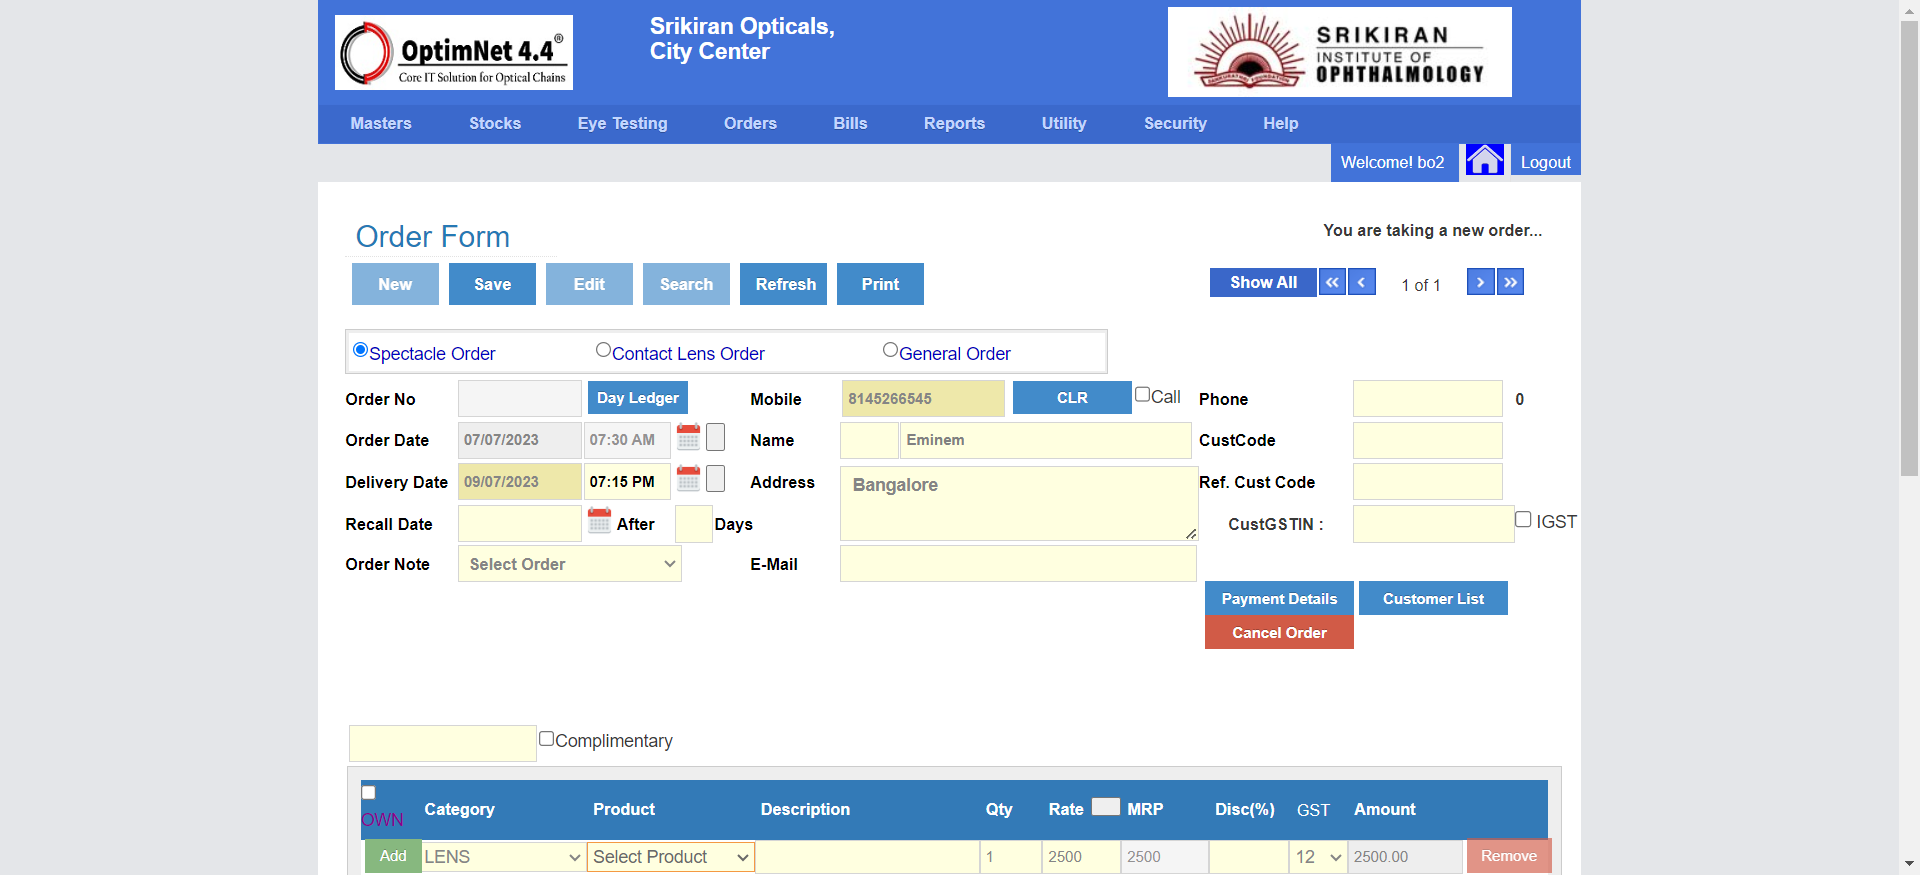 OptimNet 4.4®
Core IT Solution for Optical Chains
Srikiran Opticals,
City Center
SRIKIRAN
INSTITUTE OF
OPHTHALMOLOGY
Masters Stocks Eye Testing Orders Bills Reports Utility Security Help
Welcome! bo2 Logout
Order Form
You are taking a new order...
New Save Edit Search Refresh Print
Show All « ‹ 1 of 1 › »
Spectacle Order Contact Lens Order General Order
Order No Day Ledger Mobile 8145266545 CLR Call Phone 0
Order Date 07/07/2023 07:30 AM Name Eminem CustCode
Delivery Date 09/07/2023 07:15 PM Address Bangalore Ref. Cust Code
Recall Date After Days CustGSTIN : IGST
Order Note Select Order E-Mail
Payment Details Customer List
Cancel Order
Complimentary
OWN Category Product Description Qty Rate MRP Disc(%) GST Amount
Add LENS Select Product 1 2500 2500 12 2500.00 Remove